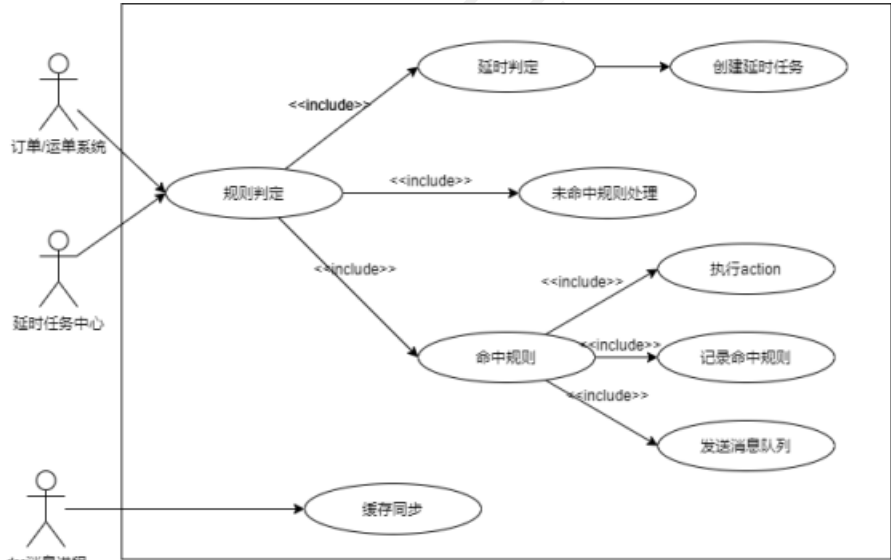 延时判定
创建延时任务
<<include>>
订单/运单系统
<<include>>
规则判定
未命中规则处理
<<include>>
执行action
<<include>>
延时任务中心
<<include>>
命中规则
记录命中规则
<<include>>
发送消息队列
缓存同步